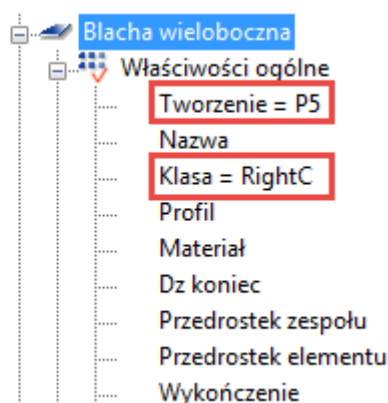 Blacha wieloboczna
Właściwości ogólne
Tworzenie = P5
Nazwa
Klasa = RightC
Profil
Materiał
Dz koniec
Przedrostek zespołu
Przedrostek elementu
Wykończenie